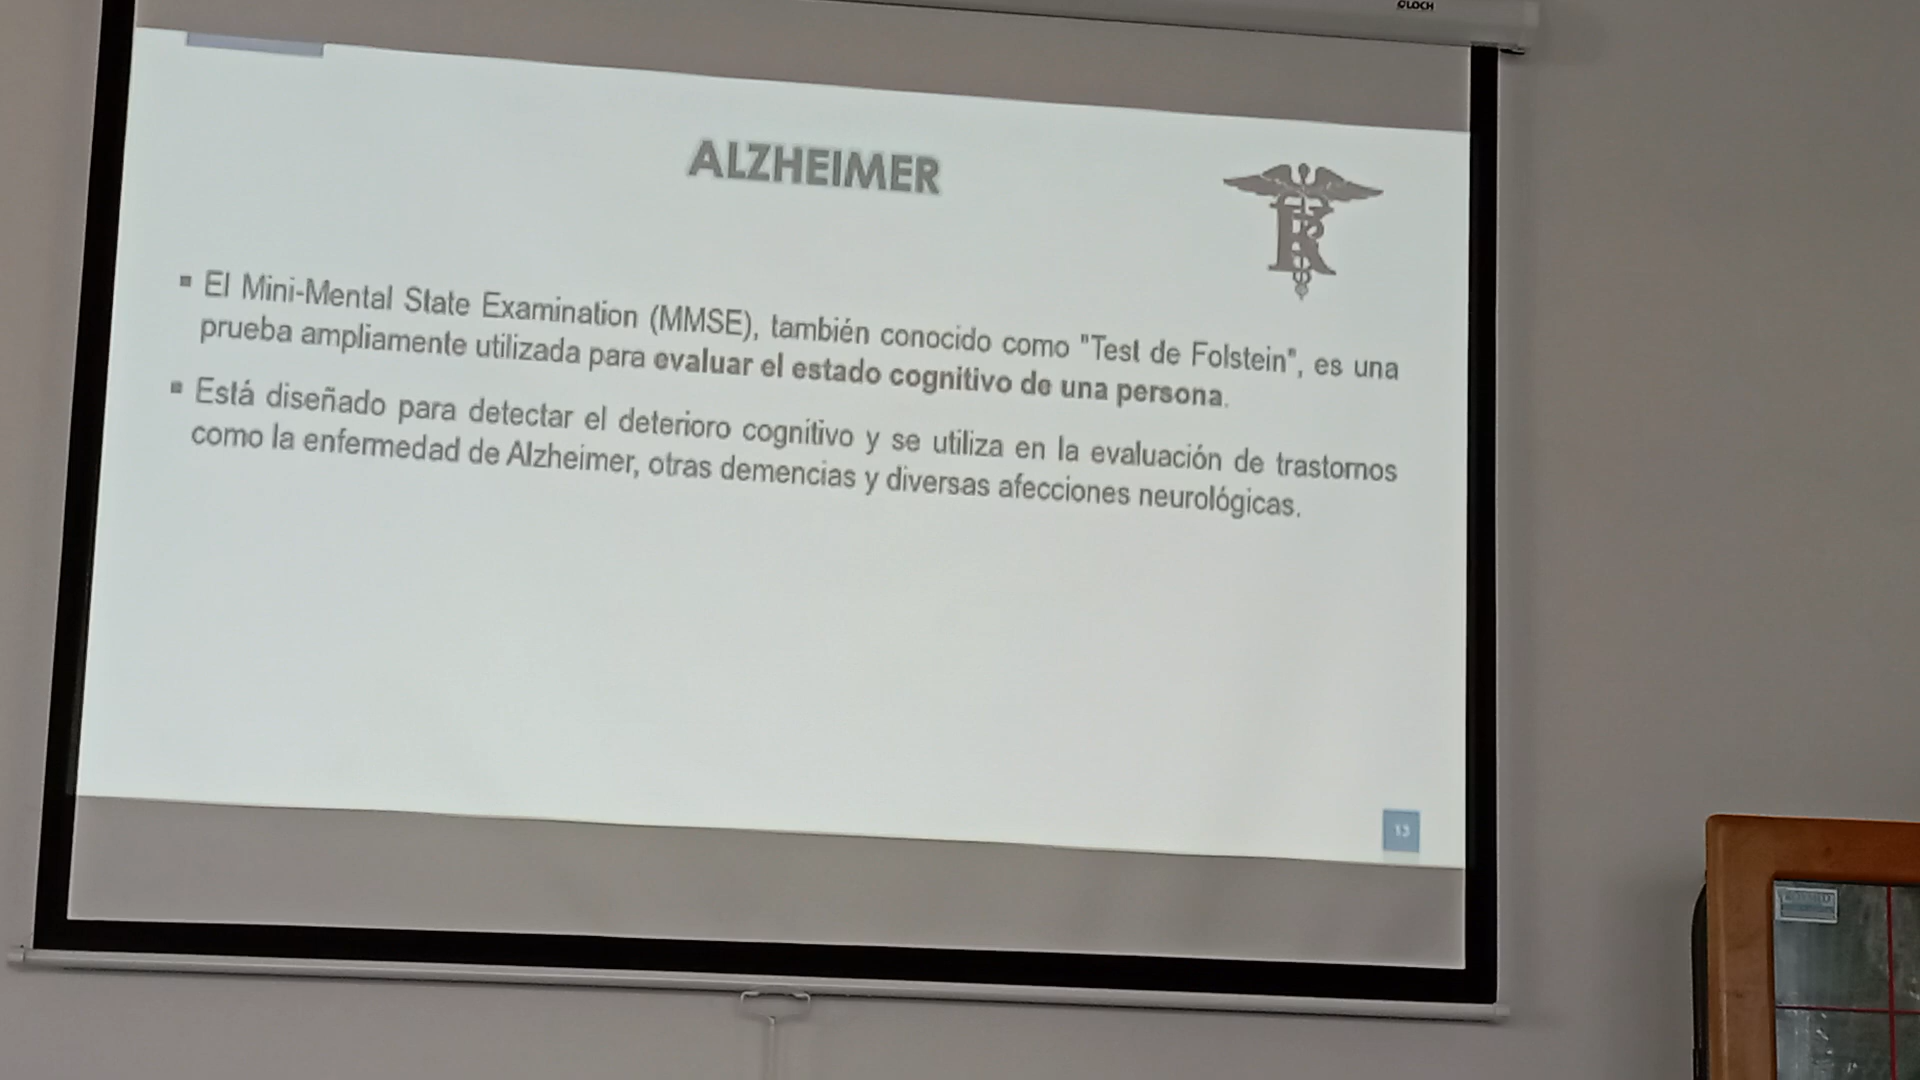 CLOCH
ALZHEIMER
▪ El Mini-Mental State Examination (MMSE), también conocido como "Test de Folstein", es una
prueba ampliamente utilizada para evaluar el estado cognitivo de una persona.
▪ Está diseñado para detectar el deterioro cognitivo y se utiliza en la evaluación de trastornos
como la enfermedad de Alzheimer, otras demencias y diversas afecciones neurológicas.
13